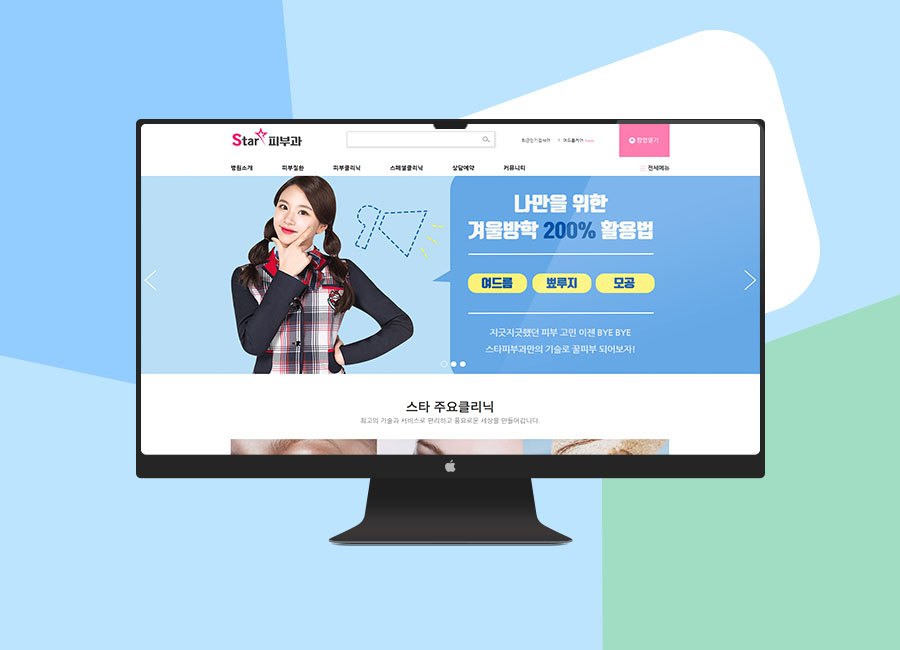 Star 피부과
최근인기검색어 1 여드름케어 new
팝업열기
병원소개 피부질환 피부클리닉 스페셜클리닉 상담예약 커뮤니티 전체메뉴
나만을 위한
겨울방학 200% 활용법
여드름 뾰루지 모공
지긋지긋했던 피부 고민 이젠 BYE BYE
스타피부과만의 기술로 꿀피부 되어보자!
스타 주요클리닉
최고의 기술과 서비스로 편리하고 풍요로운 세상을 만들어갑니다.